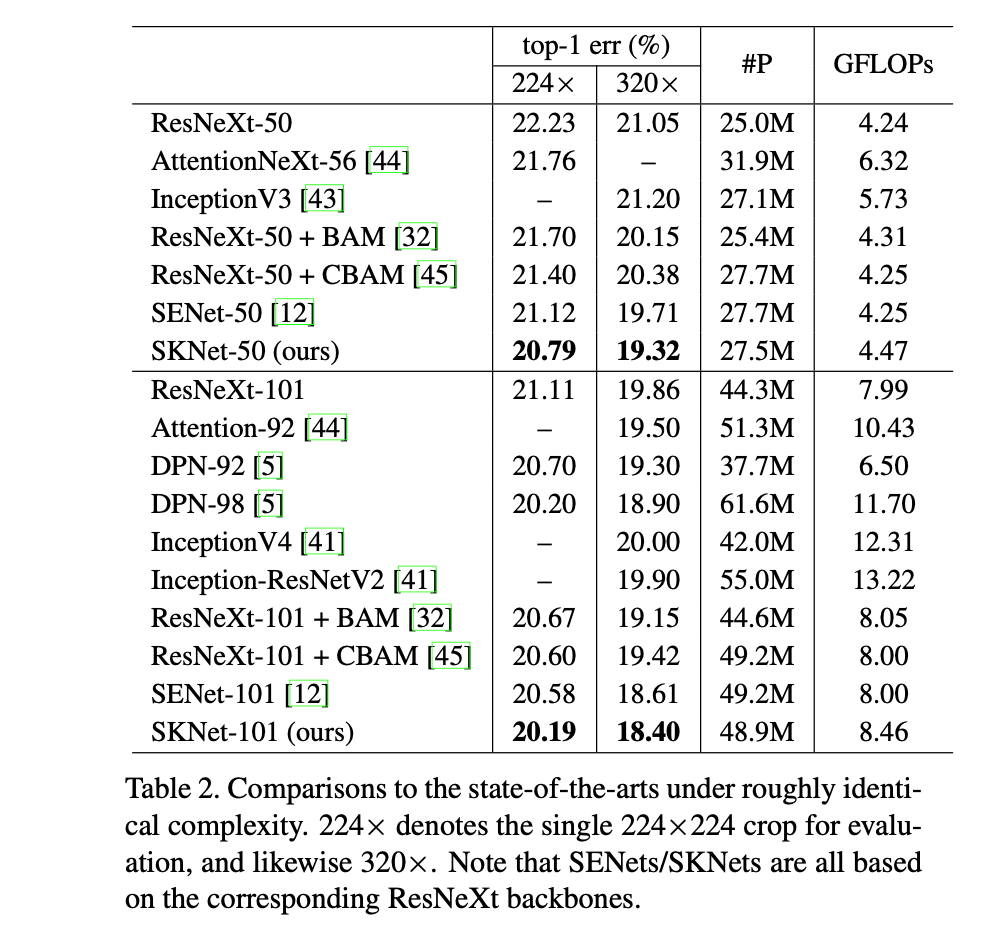 top-1 err (%) #P GFLOPs
224× 320×
ResNeXt-50 22.23 21.05 25.0M 4.24
AttentionNeXt-56 [44] 21.76 – 31.9M 6.32
InceptionV3 [43] – 21.20 27.1M 5.73
ResNeXt-50 + BAM [32] 21.70 20.15 25.4M 4.31
ResNeXt-50 + CBAM [45] 21.40 20.38 27.7M 4.25
SENet-50 [12] 21.12 19.71 27.7M 4.25
SKNet-50 (ours) 20.79 19.32 27.5M 4.47
ResNeXt-101 21.11 19.86 44.3M 7.99
Attention-92 [44] – 19.50 51.3M 10.43
DPN-92 [5] 20.70 19.30 37.7M 6.50
DPN-98 [5] 20.20 18.90 61.6M 11.70
InceptionV4 [41] – 20.00 42.0M 12.31
Inception-ResNetV2 [41] – 19.90 55.0M 13.22
ResNeXt-101 + BAM [32] 20.67 19.15 44.6M 8.05
ResNeXt-101 + CBAM [45] 20.60 19.42 49.2M 8.00
SENet-101 [12] 20.58 18.61 49.2M 8.00
SKNet-101 (ours) 20.19 18.40 48.9M 8.46
Table 2. Comparisons to the state-of-the-arts under roughly identi-
cal complexity. 224× denotes the single 224×224 crop for evalu-
ation, and likewise 320×. Note that SENets/SKNets are all based
on the corresponding ResNeXt backbones.